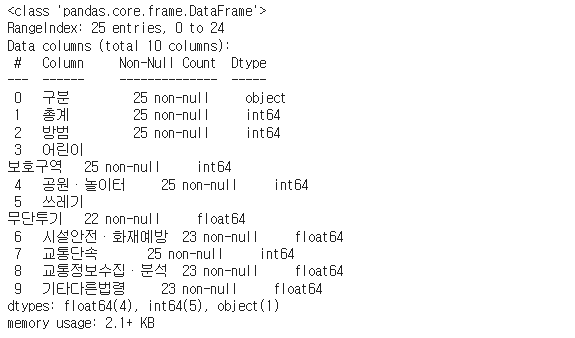 <class 'pandas.core.frame.DataFrame'>
RangeIndex: 25 entries, 0 to 24
Data columns (total 10 columns):
 #   Column     Non-Null Count  Dtype
---  ------     --------------  -----
 0   구분         25 non-null     object
 1   총계         25 non-null     int64
 2   방범         25 non-null     int64
 3   어린이
보호구역   25 non-null     int64
 4   공원·놀이터     25 non-null     int64
 5   쓰레기
무단투기   22 non-null     float64
 6   시설안전·화재예방  23 non-null     float64
 7   교통단속       25 non-null     int64
 8   교통정보수집·분석  23 non-null     float64
 9   기타다른법령     23 non-null     float64
dtypes: float64(4), int64(5), object(1)
memory usage: 2.1+ KB